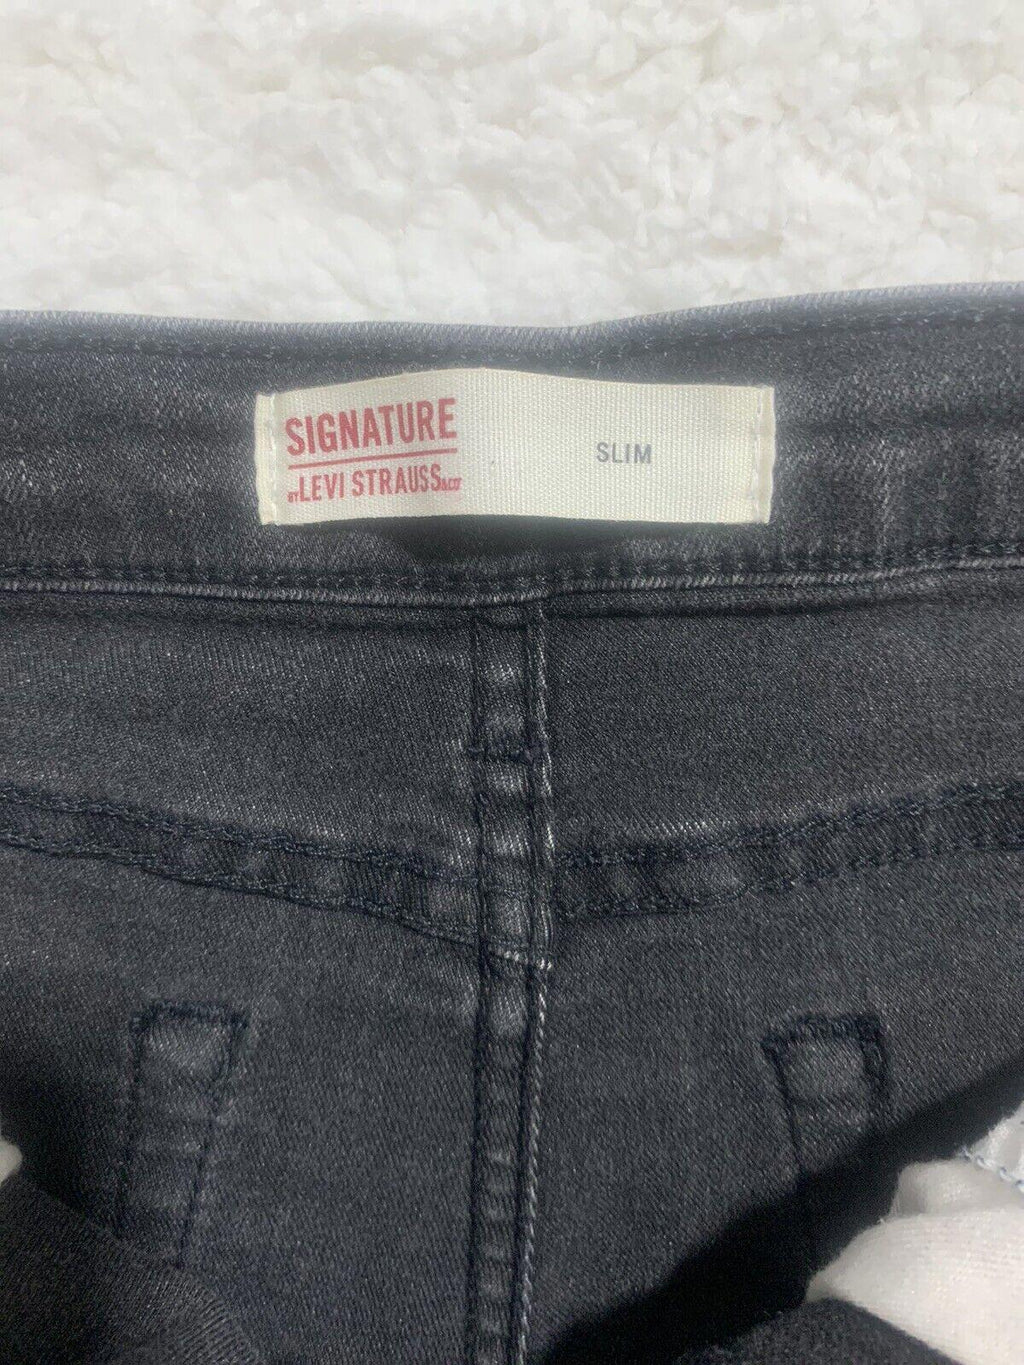 SIGNATURE
BY LEVI STRAUSS & CO
SLIM